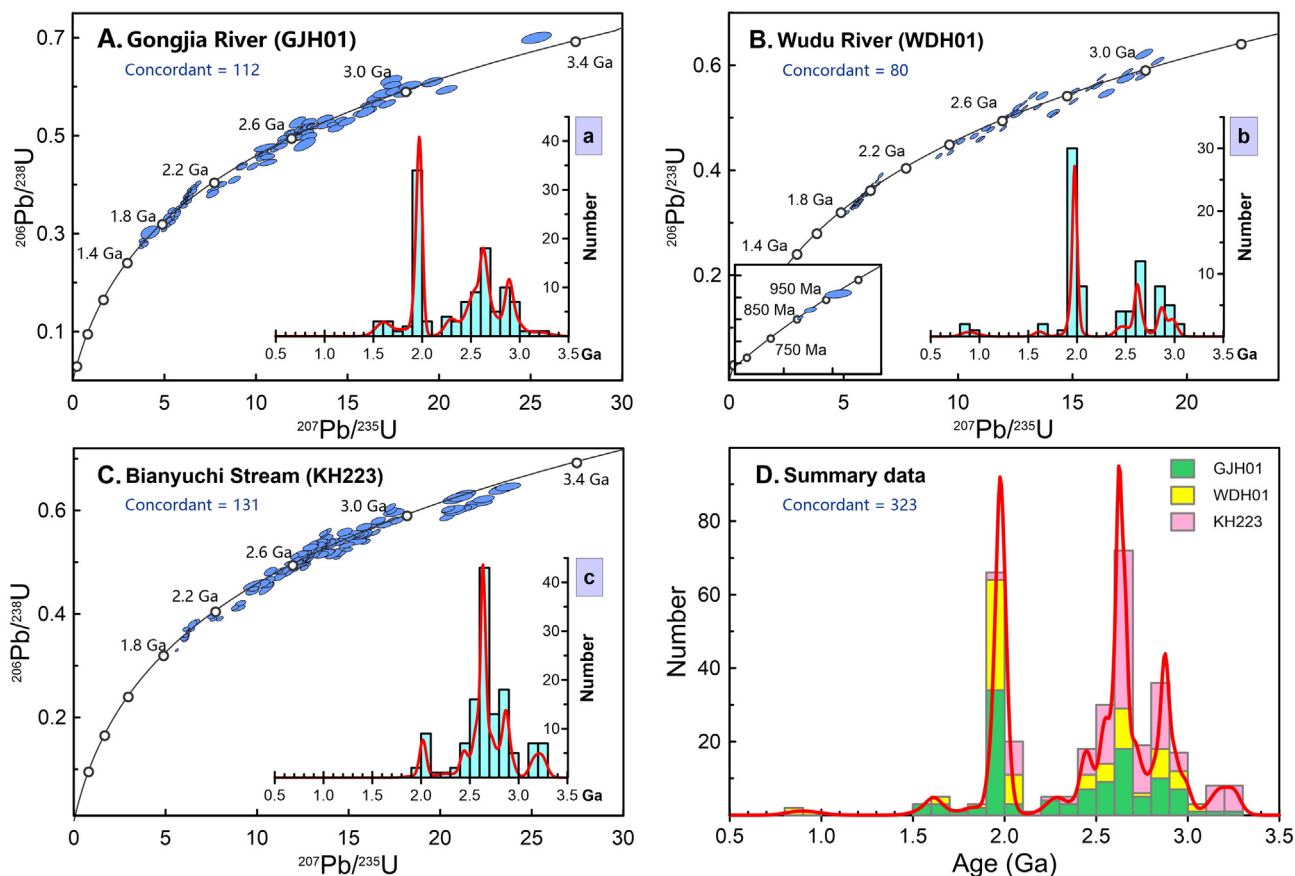 A. Gongjia River (GJH01)
Concordant = 112
0.7
0.5
0.3
0.1
²⁰⁶Pb/²³⁸U
1.4 Ga
1.8 Ga
2.2 Ga
2.6 Ga
3.0 Ga
3.4 Ga
a
40
30
20
10
0
Number
0.5 1.0 1.5 2.0 2.5 3.0 3.5
Ga
0 5 10 15 20 25 30
²⁰⁷Pb/²³⁵U
B. Wudu River (WDH01)
Concordant = 80
0.6
0.4
0.2
²⁰⁶Pb/²³⁸U
1.4 Ga
1.8 Ga
2.2 Ga
2.6 Ga
3.0 Ga
950 Ma
850 Ma
750 Ma
b
30
20
10
0
Number
0.5 1.0 1.5 2.0 2.5 3.0 3.5
Ga
0 5 10 15 20
²⁰⁷Pb/²³⁵U
C. Bianyuchi Stream (KH223)
Concordant = 131
0.8
0.6
0.4
0.2
²⁰⁶Pb/²³⁸U
1.8 Ga
2.2 Ga
2.6 Ga
3.0 Ga
3.4 Ga
c
40
30
20
10
0
Number
0.5 1.0 1.5 2.0 2.5 3.0 3.5
Ga
0 5 10 15 20 25 30
²⁰⁷Pb/²³⁵U
D. Summary data
Concordant = 323
GJH01
WDH01
KH223
80
60
40
20
0
Number
0.5 1.0 1.5 2.0 2.5 3.0 3.5
Age (Ga)